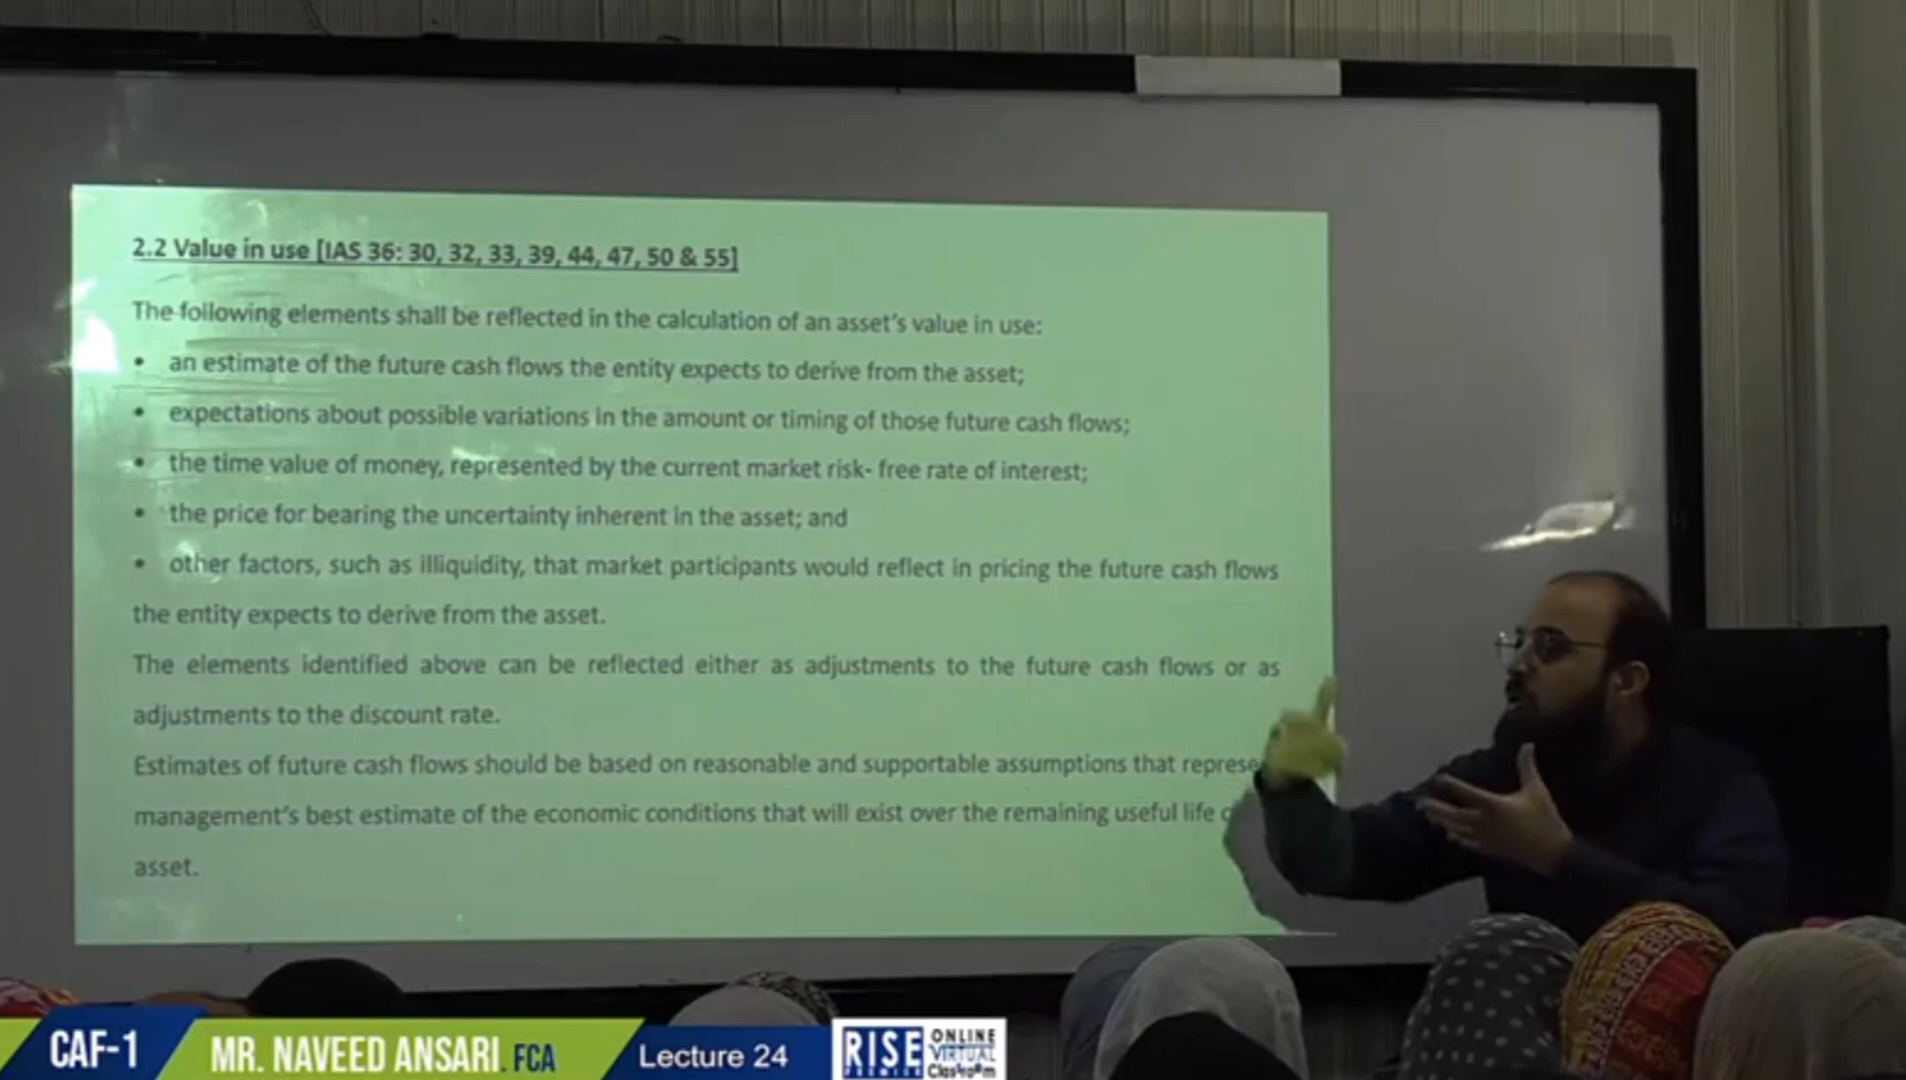 2.2 Value in use [IAS 36: 30, 32, 33, 39, 44, 47, 50 & 55]
The following elements shall be reflected in the calculation of an asset's value in use:
• an estimate of the future cash flows the entity expects to derive from the asset;
• expectations about possible variations in the amount or timing of those future cash flows;
• the time value of money, represented by the current market risk- free rate of interest;
• the price for bearing the uncertainty inherent in the asset; and
• other factors, such as illiquidity, that market participants would reflect in pricing the future cash flows
the entity expects to derive from the asset.
The elements identified above can be reflected either as adjustments to the future cash flows or as
adjustments to the discount rate.
Estimates of future cash flows should be based on reasonable and supportable assumptions that
management's best estimate of the economic conditions that will exist over the remaining useful life
asset.
CAF-1
MR. NAVEED ANSARI. FCA
Lecture 24
RISE
ONLINE
VIRTUAL
Classroom